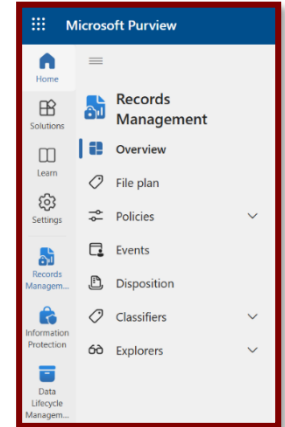 Microsoft Purview
Home
Solutions
Learn
Settings
Records
Managem...
Information
Protection
Data
Lifecycle
Managem...
Records
Management
Overview
File plan
Policies
Events
Disposition
Classifiers
Explorers